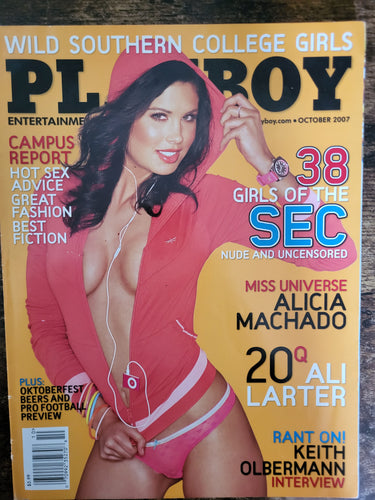 WILD SOUTHERN COLLEGE GIRLS
PLAYBOY
ENTERTAINME
yboy.com • OCTOBER 2007
CAMPUS
REPORT
HOT SEX
ADVICE
GREAT
FASHION
BEST
FICTION
38
GIRLS OF THE
SEC
NUDE AND UNCENSORED
MISS UNIVERSE
ALICIA
MACHADO
20Q ALI
LARTER
PLUS:
OKTOBERFEST
BEERS AND
PRO FOOTBALL
PREVIEW
RANT ON!
KEITH
OLBERMANN
INTERVIEW